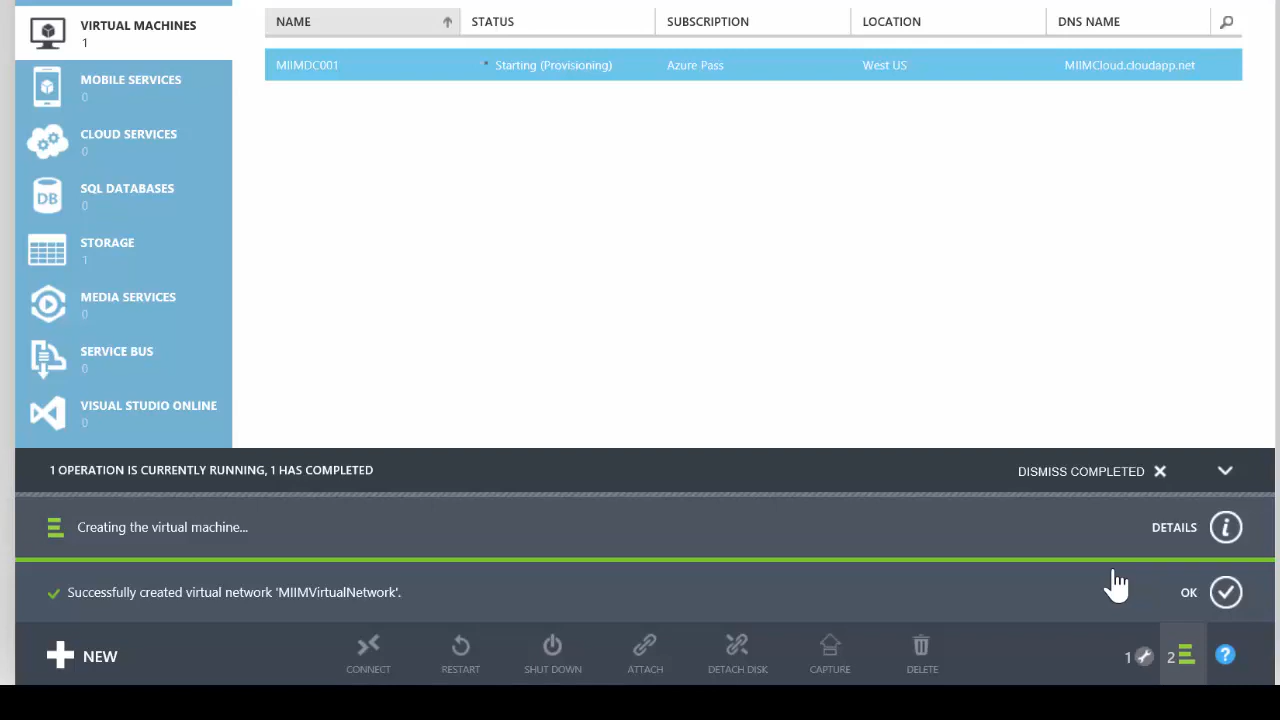 VIRTUAL MACHINES
1
MOBILE SERVICES
0
CLOUD SERVICES
0
DB
SQL DATABASES
0
STORAGE
1
MEDIA SERVICES
0
SERVICE BUS
0
VISUAL STUDIO ONLINE
0
NAME STATUS SUBSCRIPTION LOCATION DNS NAME
MIIMDC001 Starting (Provisioning) Azure Pass West US MIIMCloud.cloudapp.net
1 OPERATION IS CURRENTLY RUNNING, 1 HAS COMPLETED DISMISS COMPLETED
Creating the virtual machine... DETAILS i
Successfully created virtual network 'MIIMVirtualNetwork'. OK
NEW CONNECT RESTART SHUT DOWN ATTACH DETACH DISK CAPTURE DELETE 1 2 ?